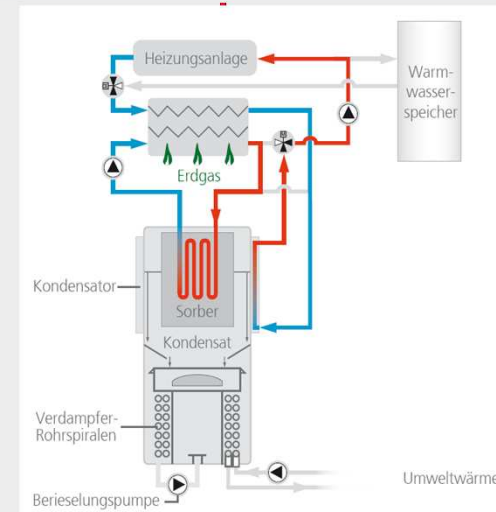 Heizungsanlage
Warm-
wasser-
speicher
Erdgas
Kondensator
Sorber
Kondensat
Verdampfer-
Rohrspiralen
Umweltwärme
Berieselungspumpe